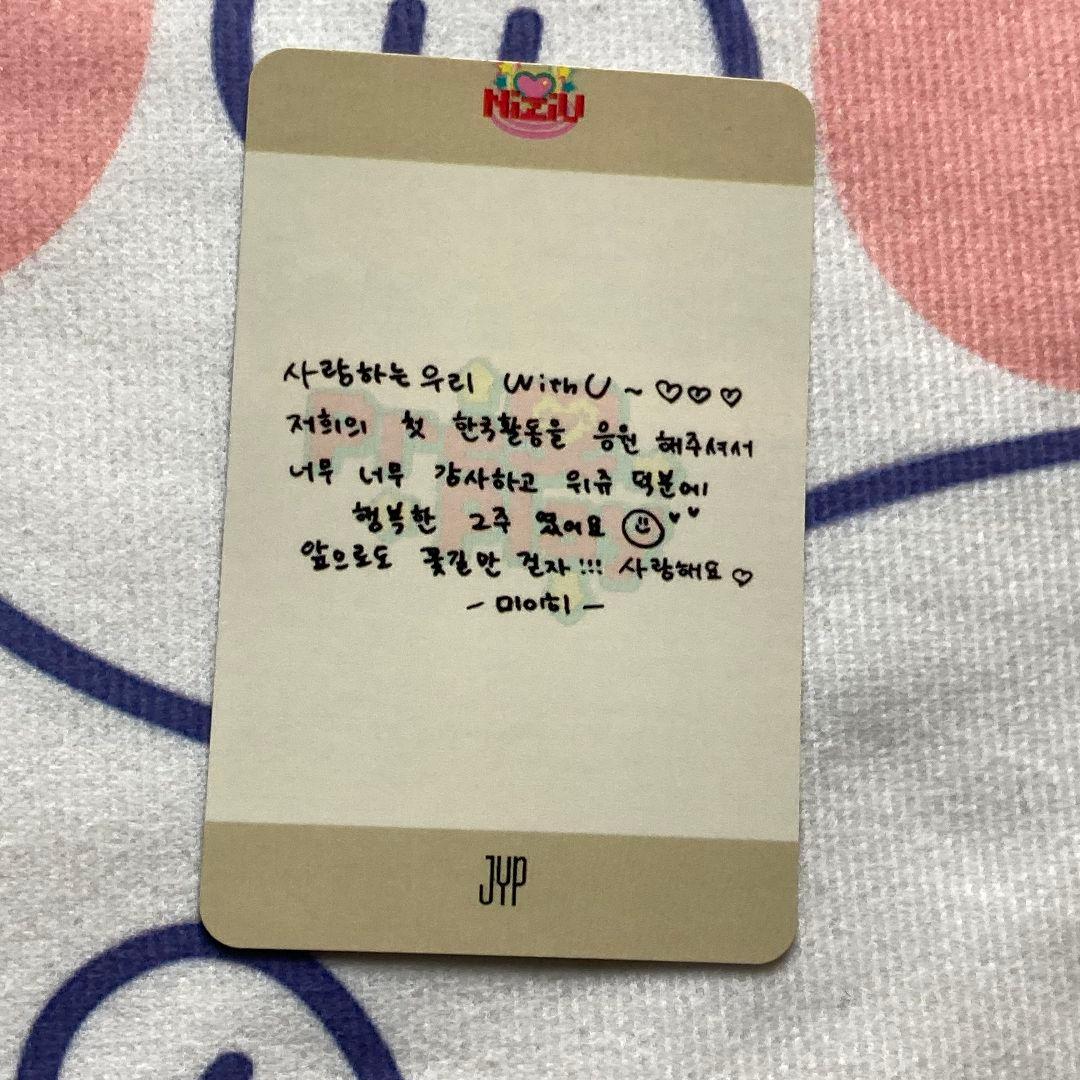 NiziU
사랑하는 우리 WithU ~ ♡♡♡
저희의 첫 한국활동을 응원 해주셔서
너무 너무 감사하고 위쥬 덕분에
행복한 2주 였어요 ☺ ♥♥
앞으로도 꽃길만 걷자!!! 사랑해요♡
- 미이히 -
Press Play
JYP